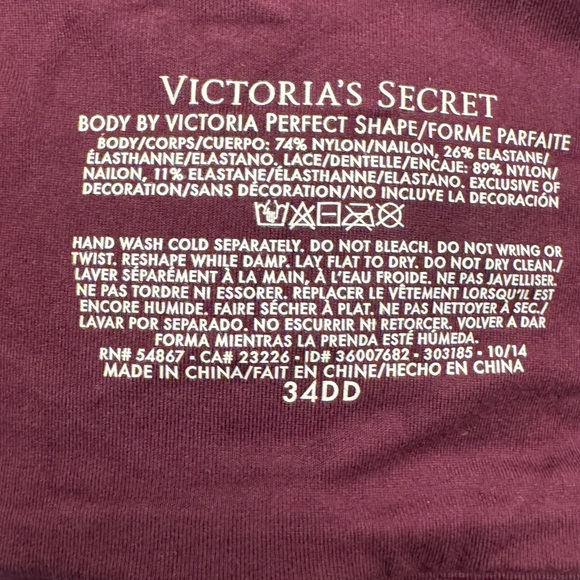 VICTORIA'S SECRET
BODY BY VICTORIA PERFECT SHAPE/FORME PARFAITE
BODY/CORPS/CUERPO: 74% NYLON/NAILON, 26% ELASTANE/
ÉLASTHANNE/ELASTANO. LACE/DENTELLE/ENCAJE: 89% NYLON/
NAILON, 11% ELASTANE/ÉLASTHANNE/ELASTANO. EXCLUSIVE OF
DECORATION/SANS DÉCORATION/NO INCLUYE LA DECORACIÓN
HAND WASH COLD SEPARATELY. DO NOT BLEACH. DO NOT WRING OR
TWIST. RESHAPE WHILE DAMP. LAY FLAT TO DRY. DO NOT DRY CLEAN./
LAVER SÉPARÉMENT À LA MAIN, À L'EAU FROIDE. NE PAS JAVELLISER.
NE PAS TORDRE NI ESSORER. REPLACER LE VÊTEMENT LORSQU'IL EST
ENCORE HUMIDE. FAIRE SÉCHER À PLAT. NE PAS NETTOYER À SEC./
LAVAR POR SEPARADO. NO ESCURRIR NI RETORCER. VOLVER A DAR
FORMA MIENTRAS LA PRENDA ESTÉ HÚMEDA.
RN# 54867 • CA# 23226 • ID# 36007682 • 303185 • 10/14
MADE IN CHINA/FAIT EN CHINE/HECHO EN CHINA
34DD